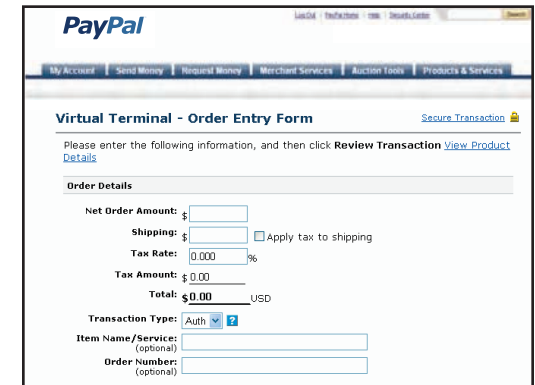 PayPal
Log Out | Preferences | Help | Security Center Search
My Account Send Money Request Money Merchant Services Auction Tools Products & Services
Virtual Terminal - Order Entry Form Secure Transaction
Please enter the following information, and then click Review Transaction View Product
Details
Order Details
Net Order Amount: $
Shipping: $ Apply tax to shipping
Tax Rate: 0.000 %
Tax Amount: $ 0.00
Total: $0.00 USD
Transaction Type: Auth ?
Item Name/Service:
(optional)
Order Number:
(optional)